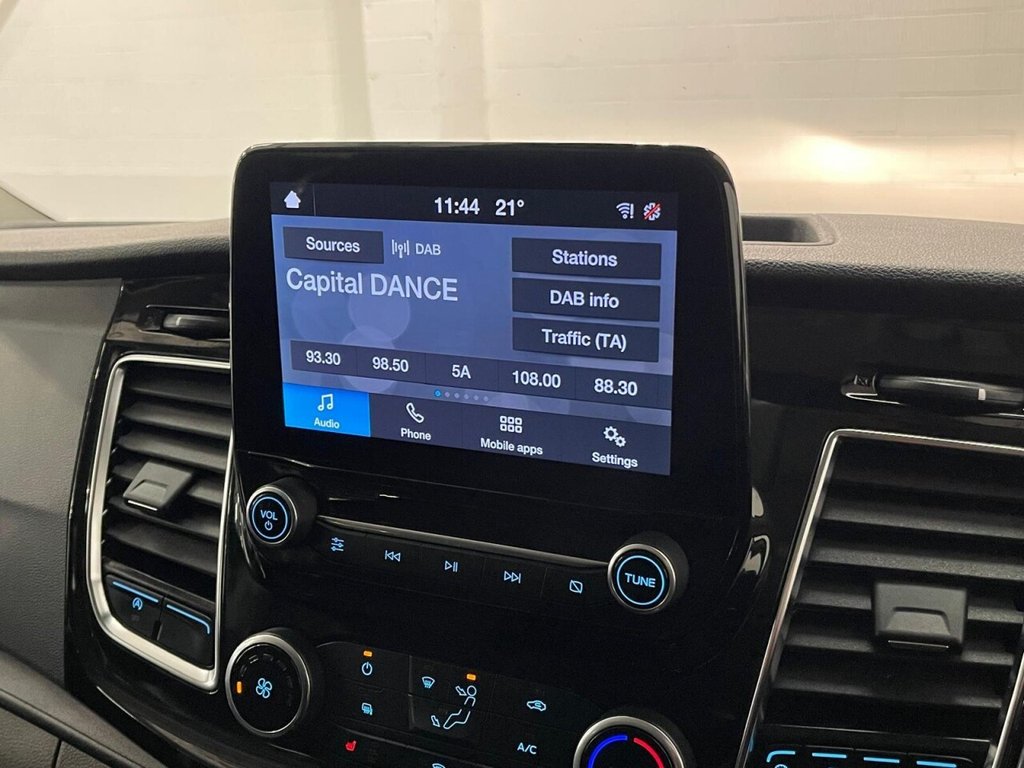 11:44 21°
Sources DAB
Capital DANCE
Stations
DAB info
Traffic (TA)
93.30 98.50 5A 108.00 88.30
Audio Phone Mobile apps Settings
VOL
TUNE
A/C